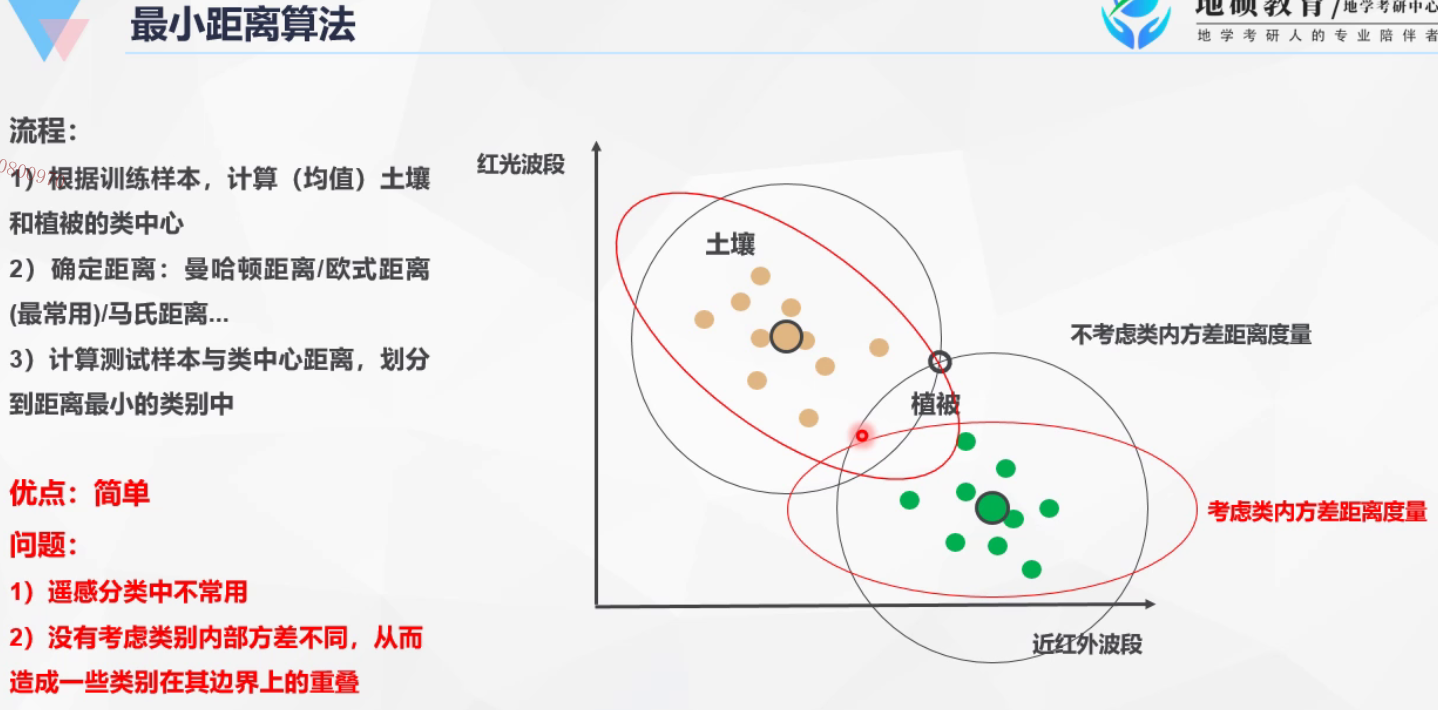 最小距离算法
地硕教育/地学考研中心
地学考研人的专业陪伴者
流程：
1）根据训练样本，计算（均值）土壤
和植被的类中心
2）确定距离：曼哈顿距离/欧式距离
(最常用)/马氏距离...
3）计算测试样本与类中心距离，划分
到距离最小的类别中
优点：简单
问题：
1）遥感分类中不常用
2）没有考虑类别内部方差不同，从而
造成一些类别在其边界上的重叠
红光波段
土壤
不考虑类内方差距离度量
植被
考虑类内方差距离度量
近红外波段